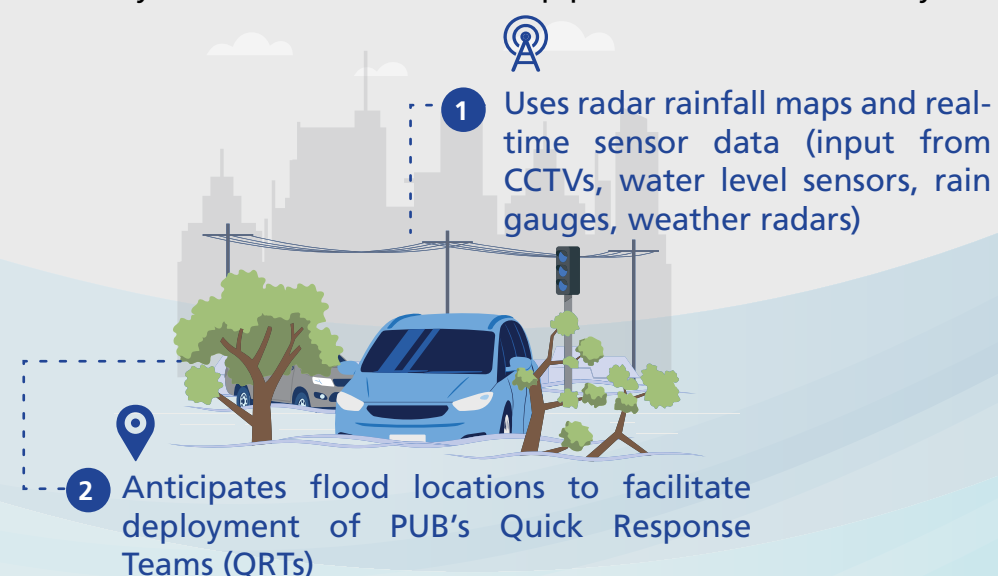 1 Uses radar rainfall maps and real-
time sensor data (input from
CCTVs, water level sensors, rain
gauges, weather radars)
2 Anticipates flood locations to facilitate
deployment of PUB's Quick Response
Teams (QRTs)